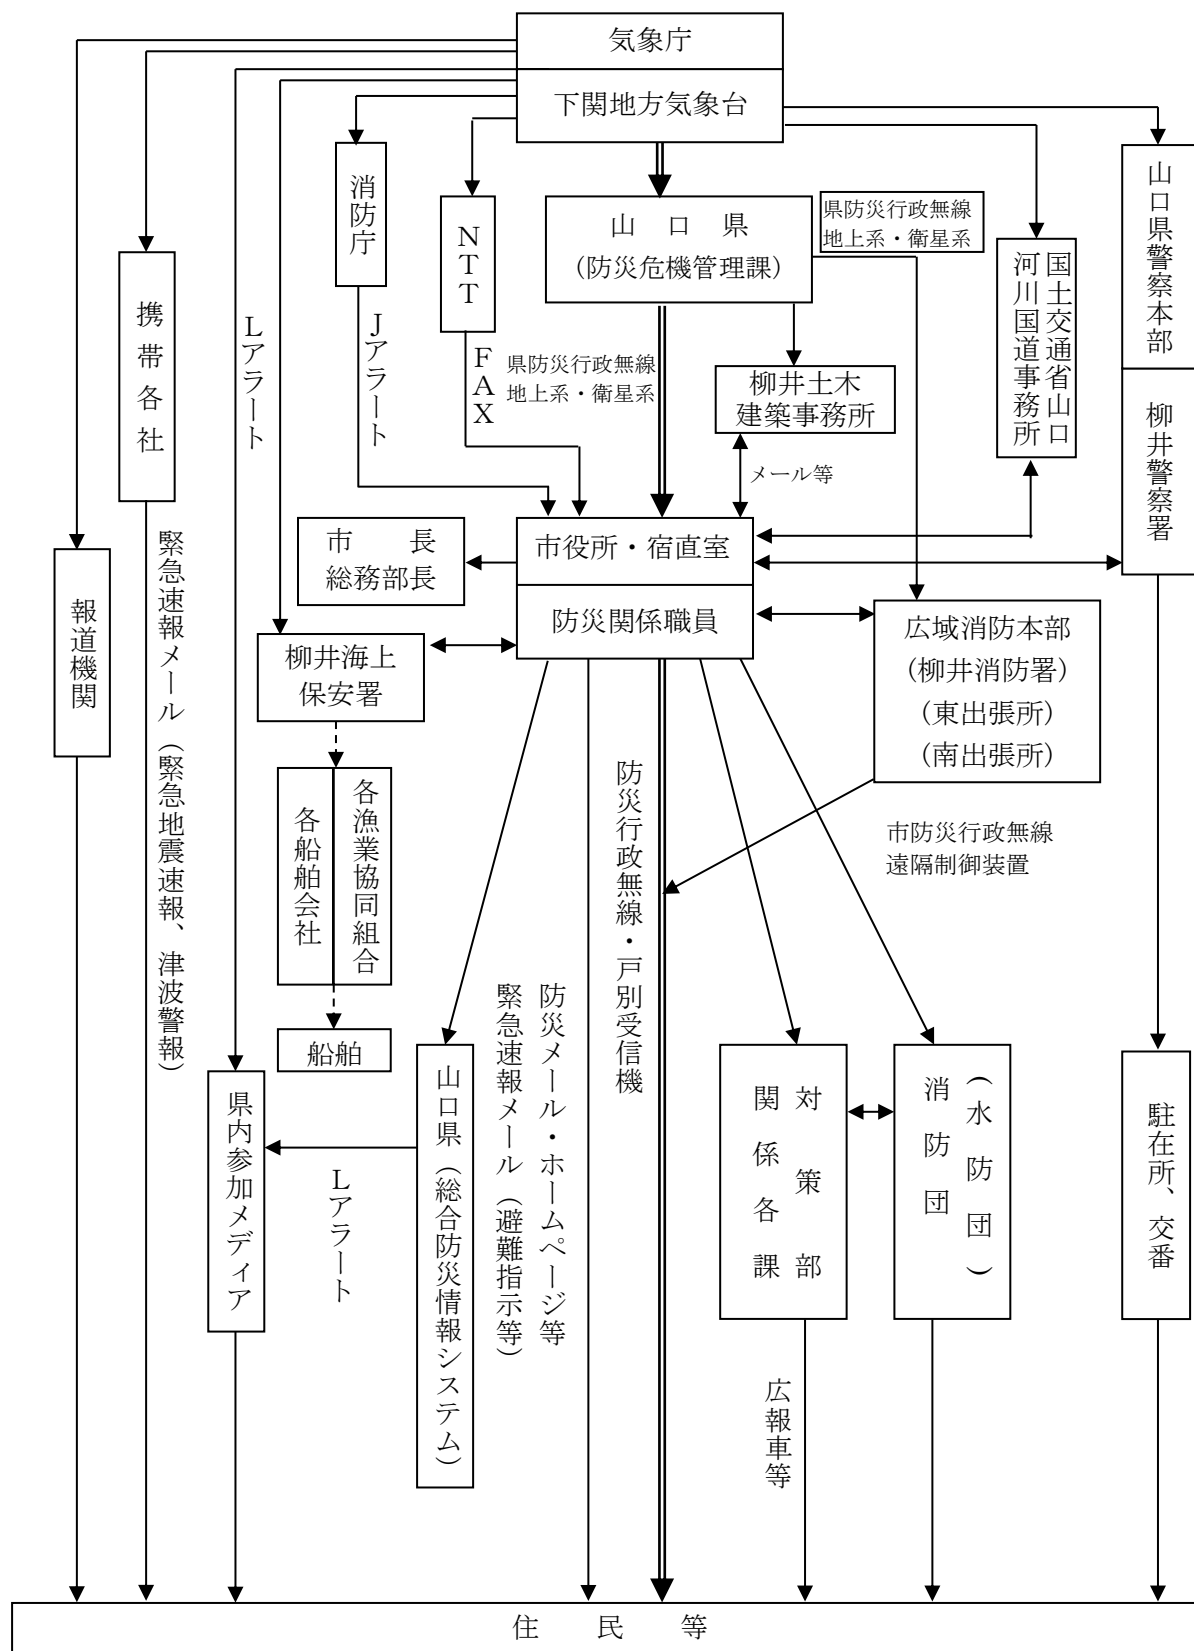 気象庁
下関地方気象台
消防庁
NTT
山　口　県
（防災危機管理課）
県防災行政無線
地上系・衛星系
国土交通省山口
河川国道事務所
山口県警察本部
携帯各社
Lアラート
Jアラート
FAX
県防災行政無線
地上系・衛星系
柳井土木
建築事務所
メール等
柳井警察署
市　　長
総務部長
市役所・宿直室
防災関係職員
報道機関
緊急速報メール（緊急地震速報、津波警報）
柳井海上
保安署
広域消防本部
（柳井消防署）
（東出張所）
（南出張所）
各漁業協同組合
各船舶会社
防災行政無線・戸別受信機
市防災行政無線
遠隔制御装置
船舶
防災メール・ホームページ等
緊急速報メール（避難指示等）
山口県（総合防災情報システム）
県内参加メディア
Lアラート
対策部
関係各課
（水防団）
消防団
駐在所、交番
広報車等
住　民　等